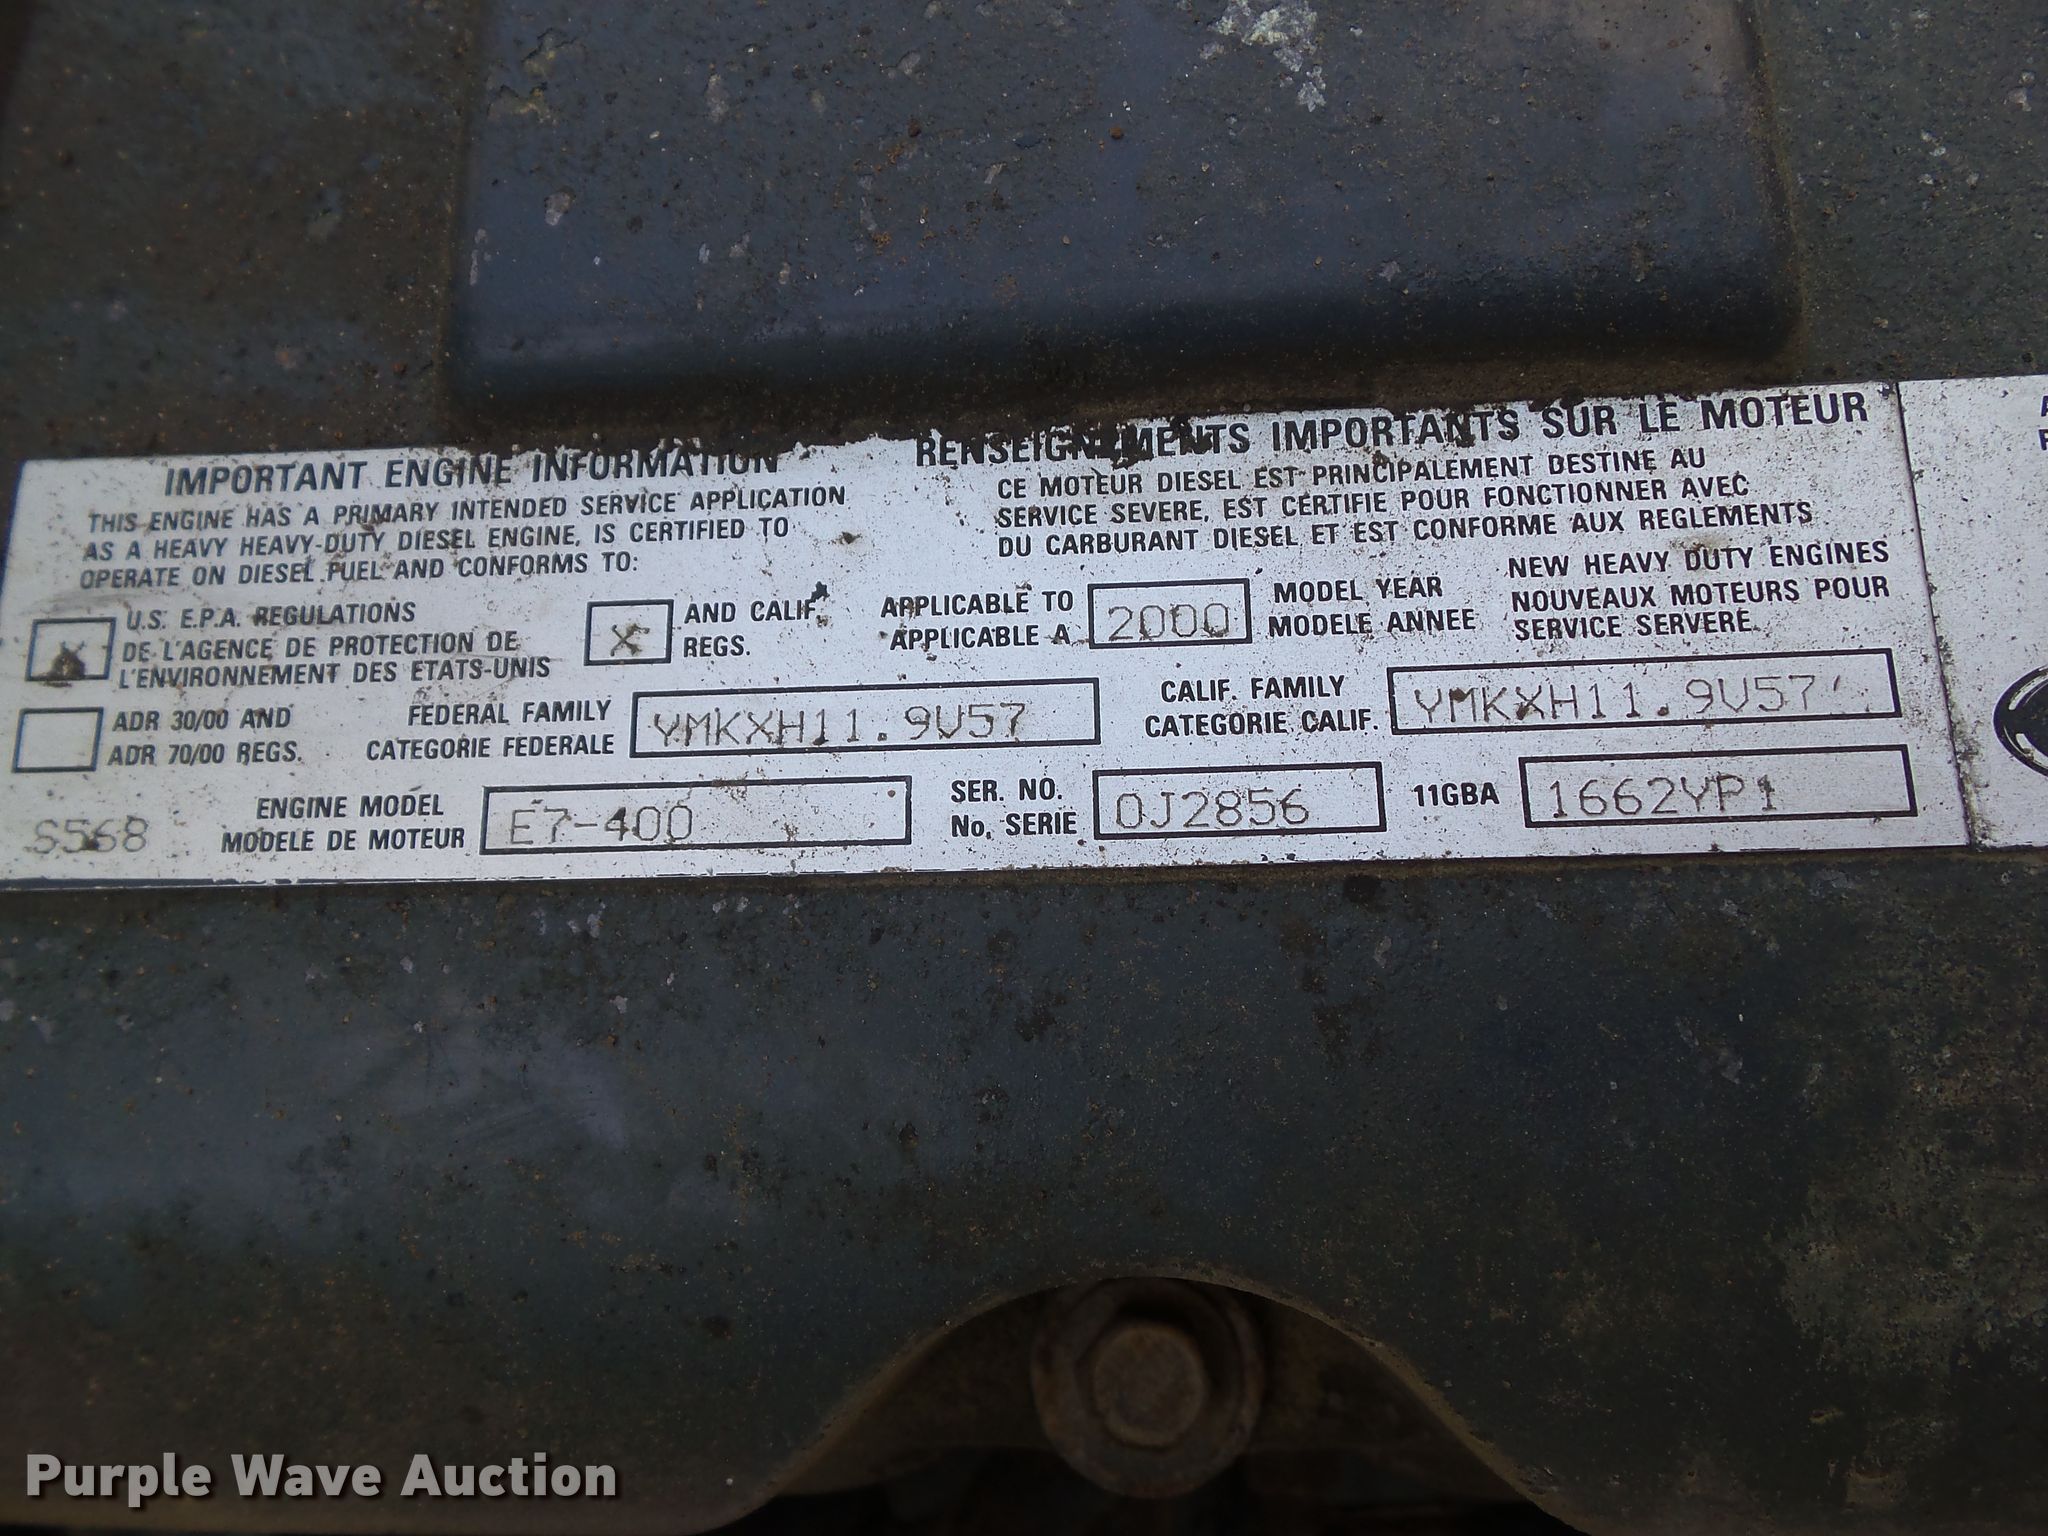 IMPORTANT ENGINE INFORMATION
THIS ENGINE HAS A PRIMARY INTENDED SERVICE APPLICATION
AS A HEAVY HEAVY-DUTY DIESEL ENGINE, IS CERTIFIED TO
OPERATE ON DIESEL FUEL AND CONFORMS TO:
RENSEIGNEMENTS IMPORTANTS SUR LE MOTEUR
CE MOTEUR DIESEL EST PRINCIPALEMENT DESTINE AU
SERVICE SEVERE, EST CERTIFIE POUR FONCTIONNER AVEC
DU CARBURANT DIESEL ET EST CONFORME AUX REGLEMENTS
X U.S. E.P.A. REGULATIONS
DE L'AGENCE DE PROTECTION DE
L'ENVIRONNEMENT DES ETATS-UNIS
X AND CALIF.
REGS.
APPLICABLE TO
APPLICABLE A
2000
MODEL YEAR
MODELE ANNEE
NEW HEAVY DUTY ENGINES
NOUVEAUX MOTEURS POUR
SERVICE SERVERE
ADR 30/00 AND
ADR 70/00 REGS.
FEDERAL FAMILY
CATEGORIE FEDERALE
YMKXH11.9V57
CALIF. FAMILY
CATEGORIE CALIF.
YMKXH11.9V57
S568
ENGINE MODEL
MODELE DE MOTEUR
E7-400
SER. NO.
No. SERIE
0J2856
11GBA
1662YP1
Purple Wave Auction